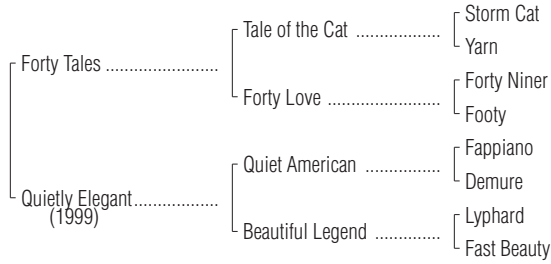 Storm Cat
Tale of the Cat ..................
Yarn
Forty Tales ........................
Forty Niner
Forty Love ........................
Footy
Fappiano
Quiet American ................
Demure
Quietly Elegant..................
(1999)
Lyphard
Beautiful Legend ..............
Fast Beauty